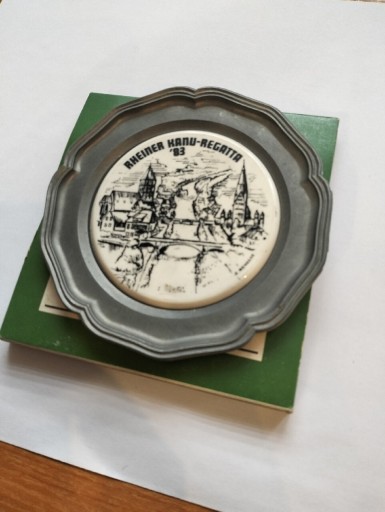 RHEINER KANU-REGATTA
'83